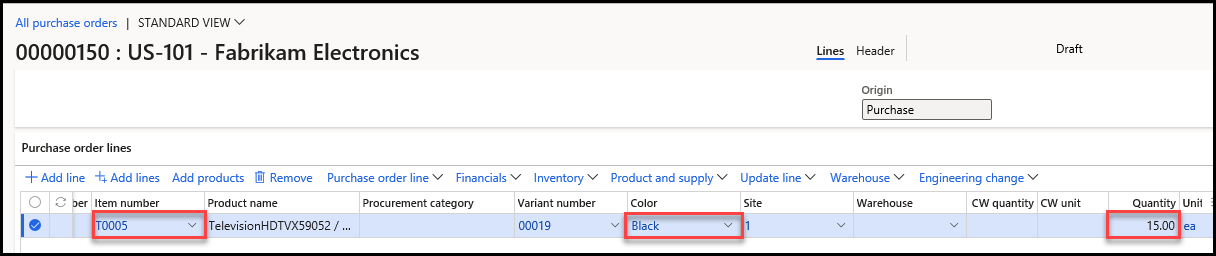 All purchase orders | STANDARD VIEW
00000150 : US-101 - Fabrikam Electronics
Lines Header Draft
Origin
Purchase
Purchase order lines
+ Add line Add lines Add products Remove Purchase order line Financials Inventory Product and supply Update line Warehouse Engineering change
ber Item number Product name Procurement category Variant number Color Site Warehouse CW quantity CW unit Quantity Unit
T0005 TelevisionHDTVX59052 / ... 00019 Black 1 15.00 ea